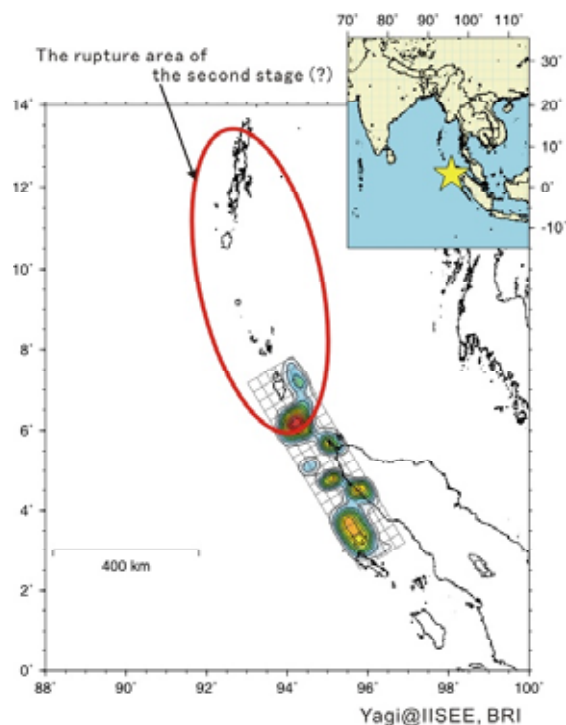 70° 80° 90° 100° 110°
The rupture area of
the second stage (?)
30°
20°
10°
0°
-10°
14°
12°
10°
8°
6°
4°
2°
0°
400 km
88° 90° 92° 94° 96° 98° 100°
Yagi@IISEE, BRI